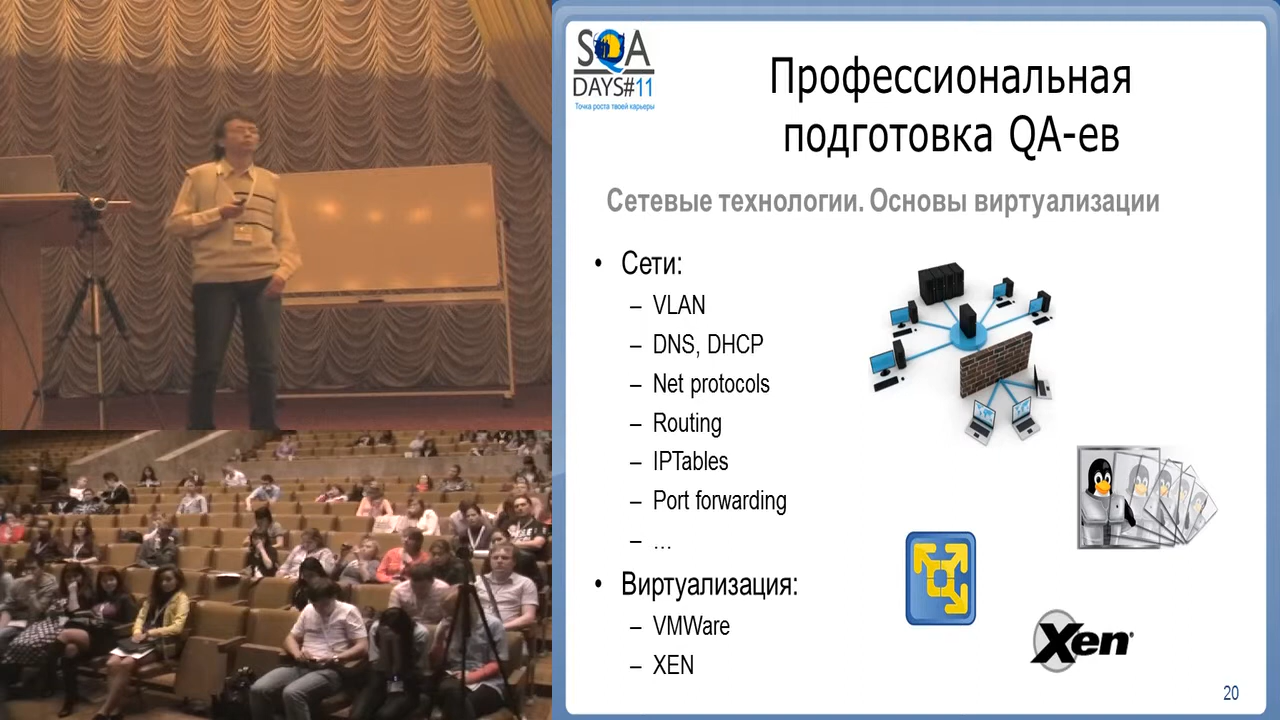 SQA
DAYS#11
Точка роста твоей карьеры
Профессиональная
подготовка QA-ев
Сетевые технологии. Основы виртуализации
• Сети:
– VLAN
– DNS, DHCP
– Net protocols
– Routing
– IPTables
– Port forwarding
– …
• Виртуализация:
– VMWare
– XEN
Xen
20